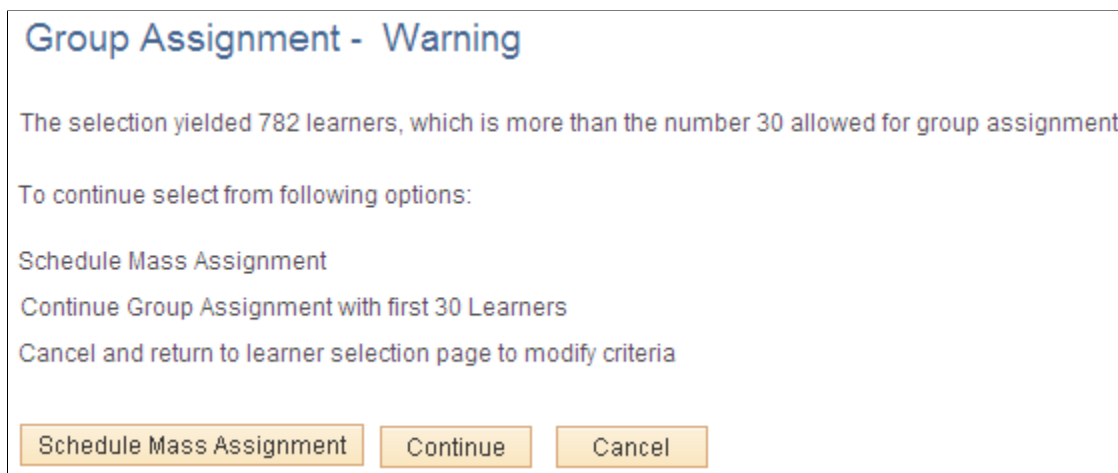 Group Assignment - Warning
The selection yielded 782 learners, which is more than the number 30 allowed for group assignment
To continue select from following options:
Schedule Mass Assignment
Continue Group Assignment with first 30 Learners
Cancel and return to learner selection page to modify criteria
Schedule Mass Assignment Continue Cancel